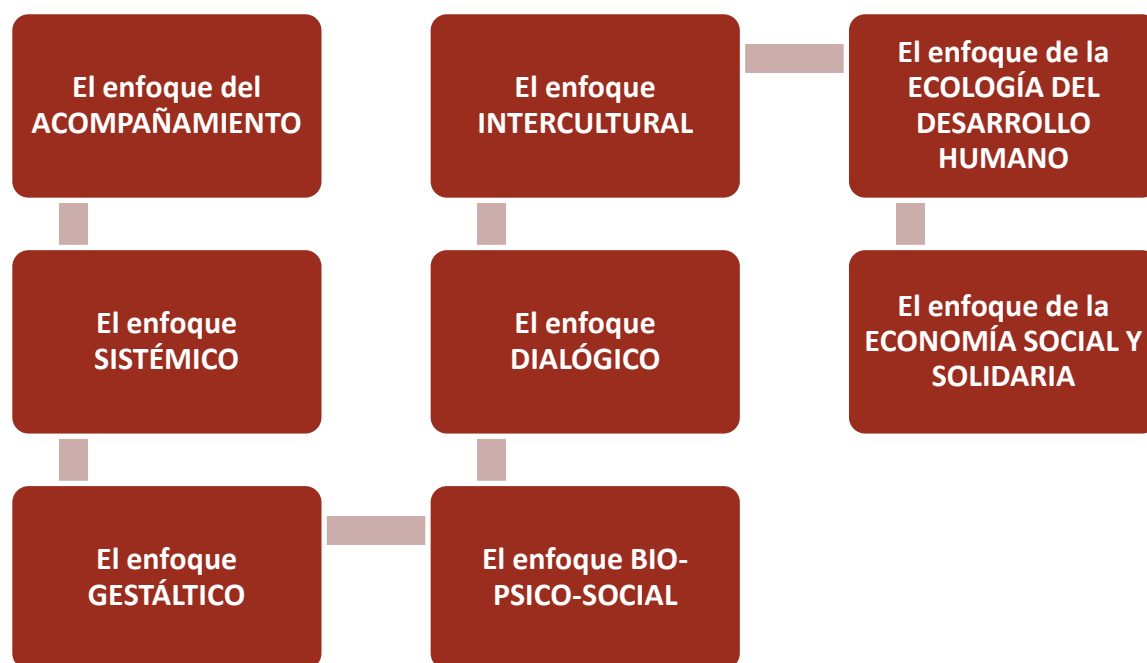 El enfoque del
ACOMPAÑAMIENTO
El enfoque
SISTÉMICO
El enfoque
GESTÁLTICO
El enfoque BIO-
PSICO-SOCIAL
El enfoque
DIALÓGICO
El enfoque
INTERCULTURAL
El enfoque de la
ECOLOGÍA DEL
DESARROLLO
HUMANO
El enfoque de la
ECONOMÍA SOCIAL Y
SOLIDARIA